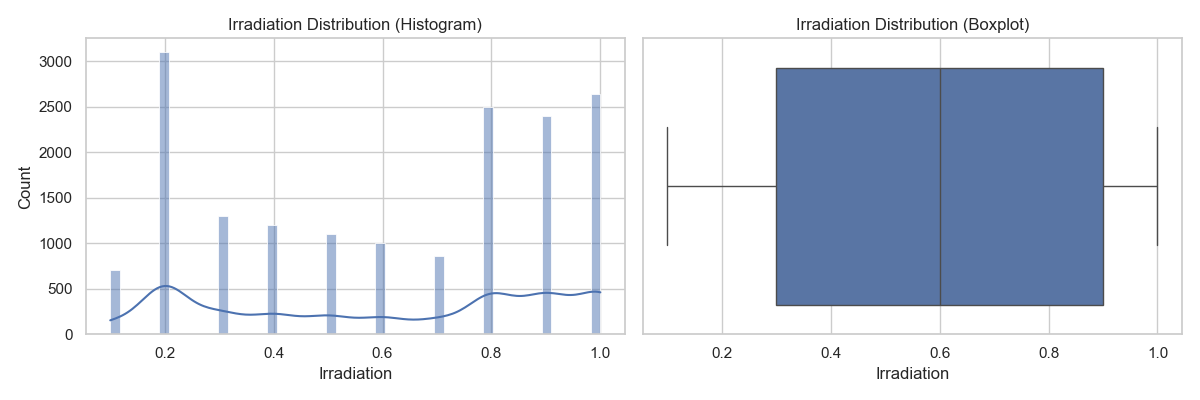 Irradiation Distribution (Histogram)
3000
2500
2000
1500
1000
500
0
Count
0.2 0.4 0.6 0.8 1.0
Irradiation
Irradiation Distribution (Boxplot)
0.2 0.4 0.6 0.8 1.0
Irradiation